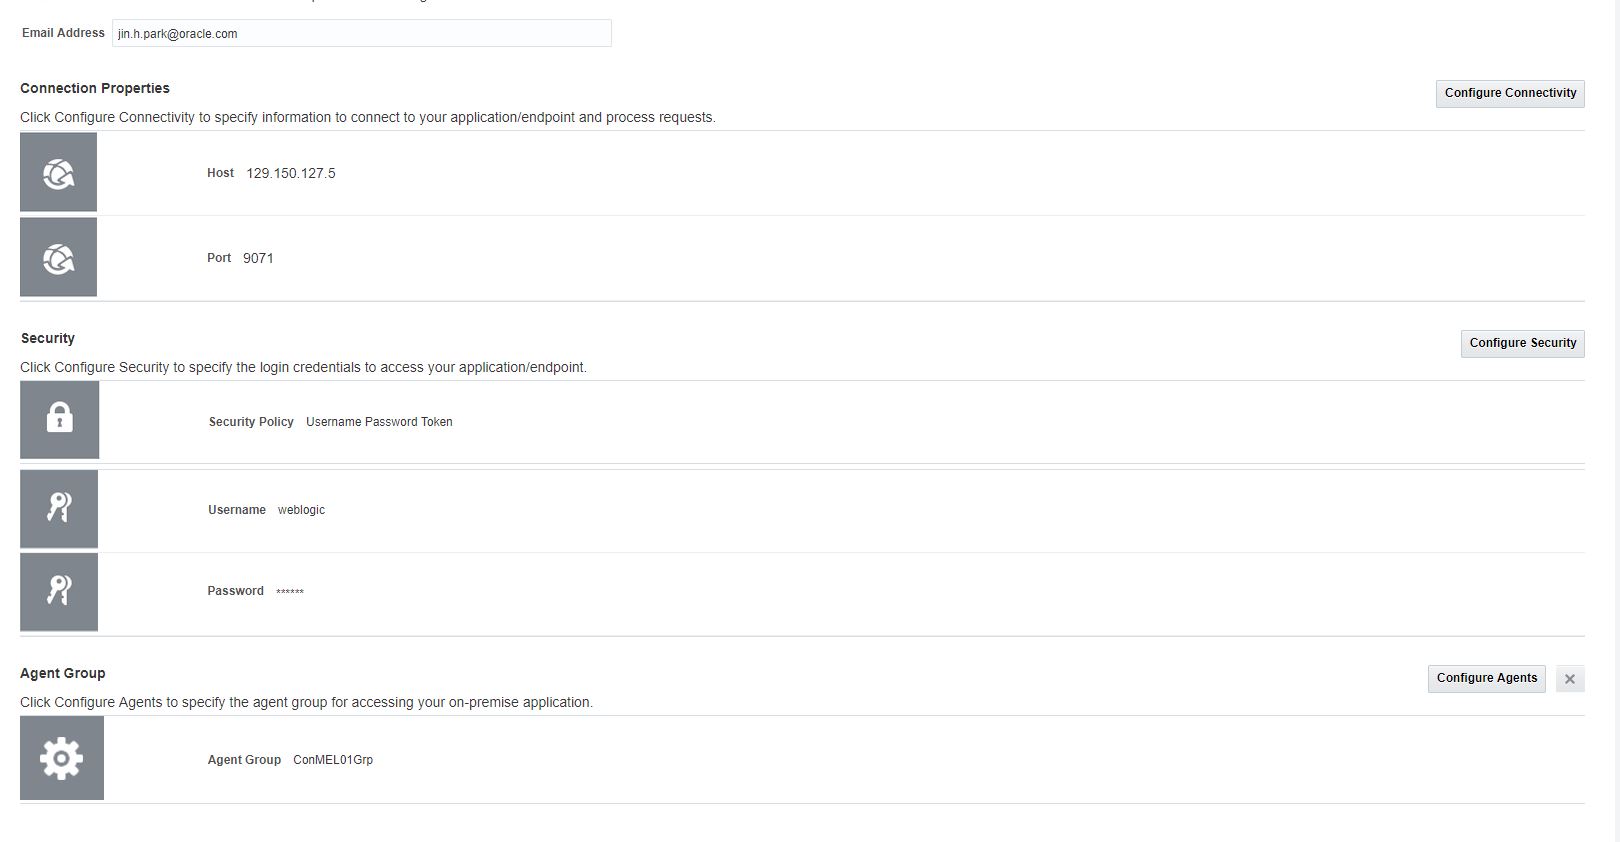 Email Address jin.h.park@oracle.com
Connection Properties
Configure Connectivity
Click Configure Connectivity to specify information to connect to your application/endpoint and process requests.
Host 129.150.127.5
Port 9071
Security
Configure Security
Click Configure Security to specify the login credentials to access your application/endpoint.
Security Policy Username Password Token
Username weblogic
Password ******
Agent Group
Configure Agents
Click Configure Agents to specify the agent group for accessing your on-premise application.
Agent Group ConMEL01Grp